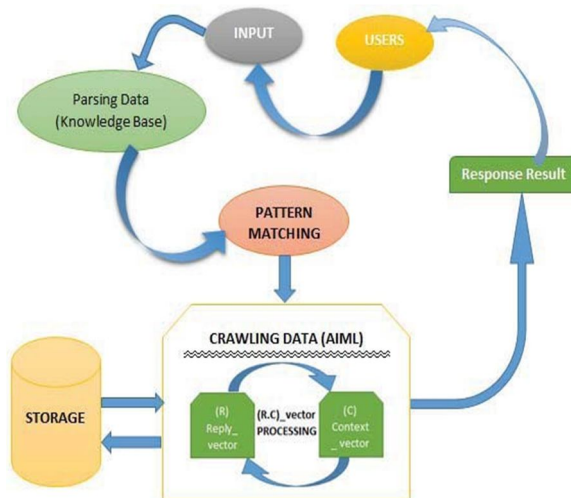 INPUT
USERS
Parsing Data
(Knowledge Base)
Response Result
PATTERN
MATCHING
CRAWLING DATA (AIML)
STORAGE
(R)
Reply_
vector
(R.C)_vector
PROCESSING
(C)
Context
_vector